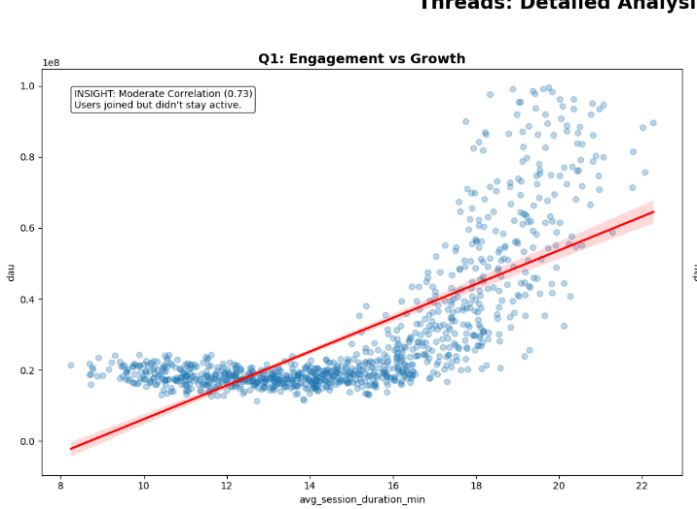 Threads: Detailed Analysi
Q1: Engagement vs Growth
1e8
INSIGHT: Moderate Correlation (0.73)
Users joined but didn't stay active.
1.0
0.8
0.6
0.4
0.2
0.0
dau
dau
8 10 12 14 16 18 20 22
avg_session_duration_min